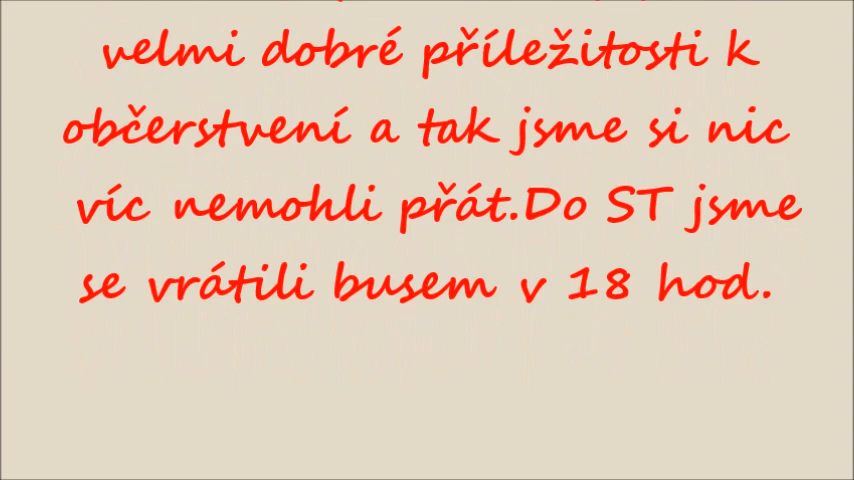 velmi dobré příležitosti k
občerstvení a tak jsme si nic
víc nemohli přát.Do ST jsme
se vrátili busem v 18 hod.